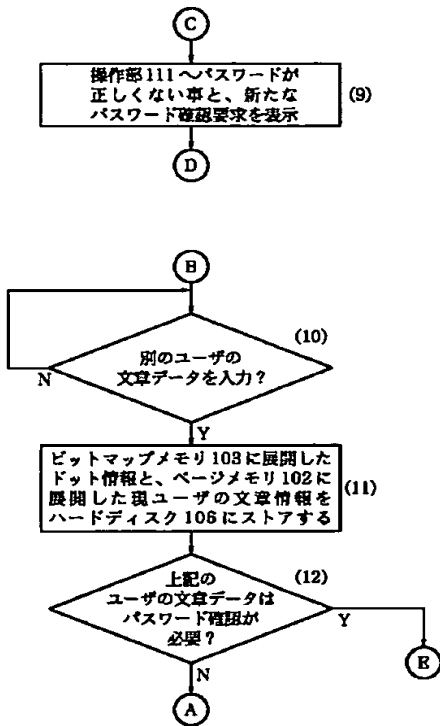 C
操作部111へパスワードが
正しくない事と、新たな
パスワード確認要求を表示
(9)
D
B
(10)
別のユーザの
文章データを入力？
N
Y
ビットマップメモリ103に展開した
ドット情報と、ページメモリ102に
展開した現ユーザの文章情報を
ハードディスク106にストアする
(11)
(12)
上記の
ユーザの文章データは
パスワード確認が
必要？
Y
E
N
A